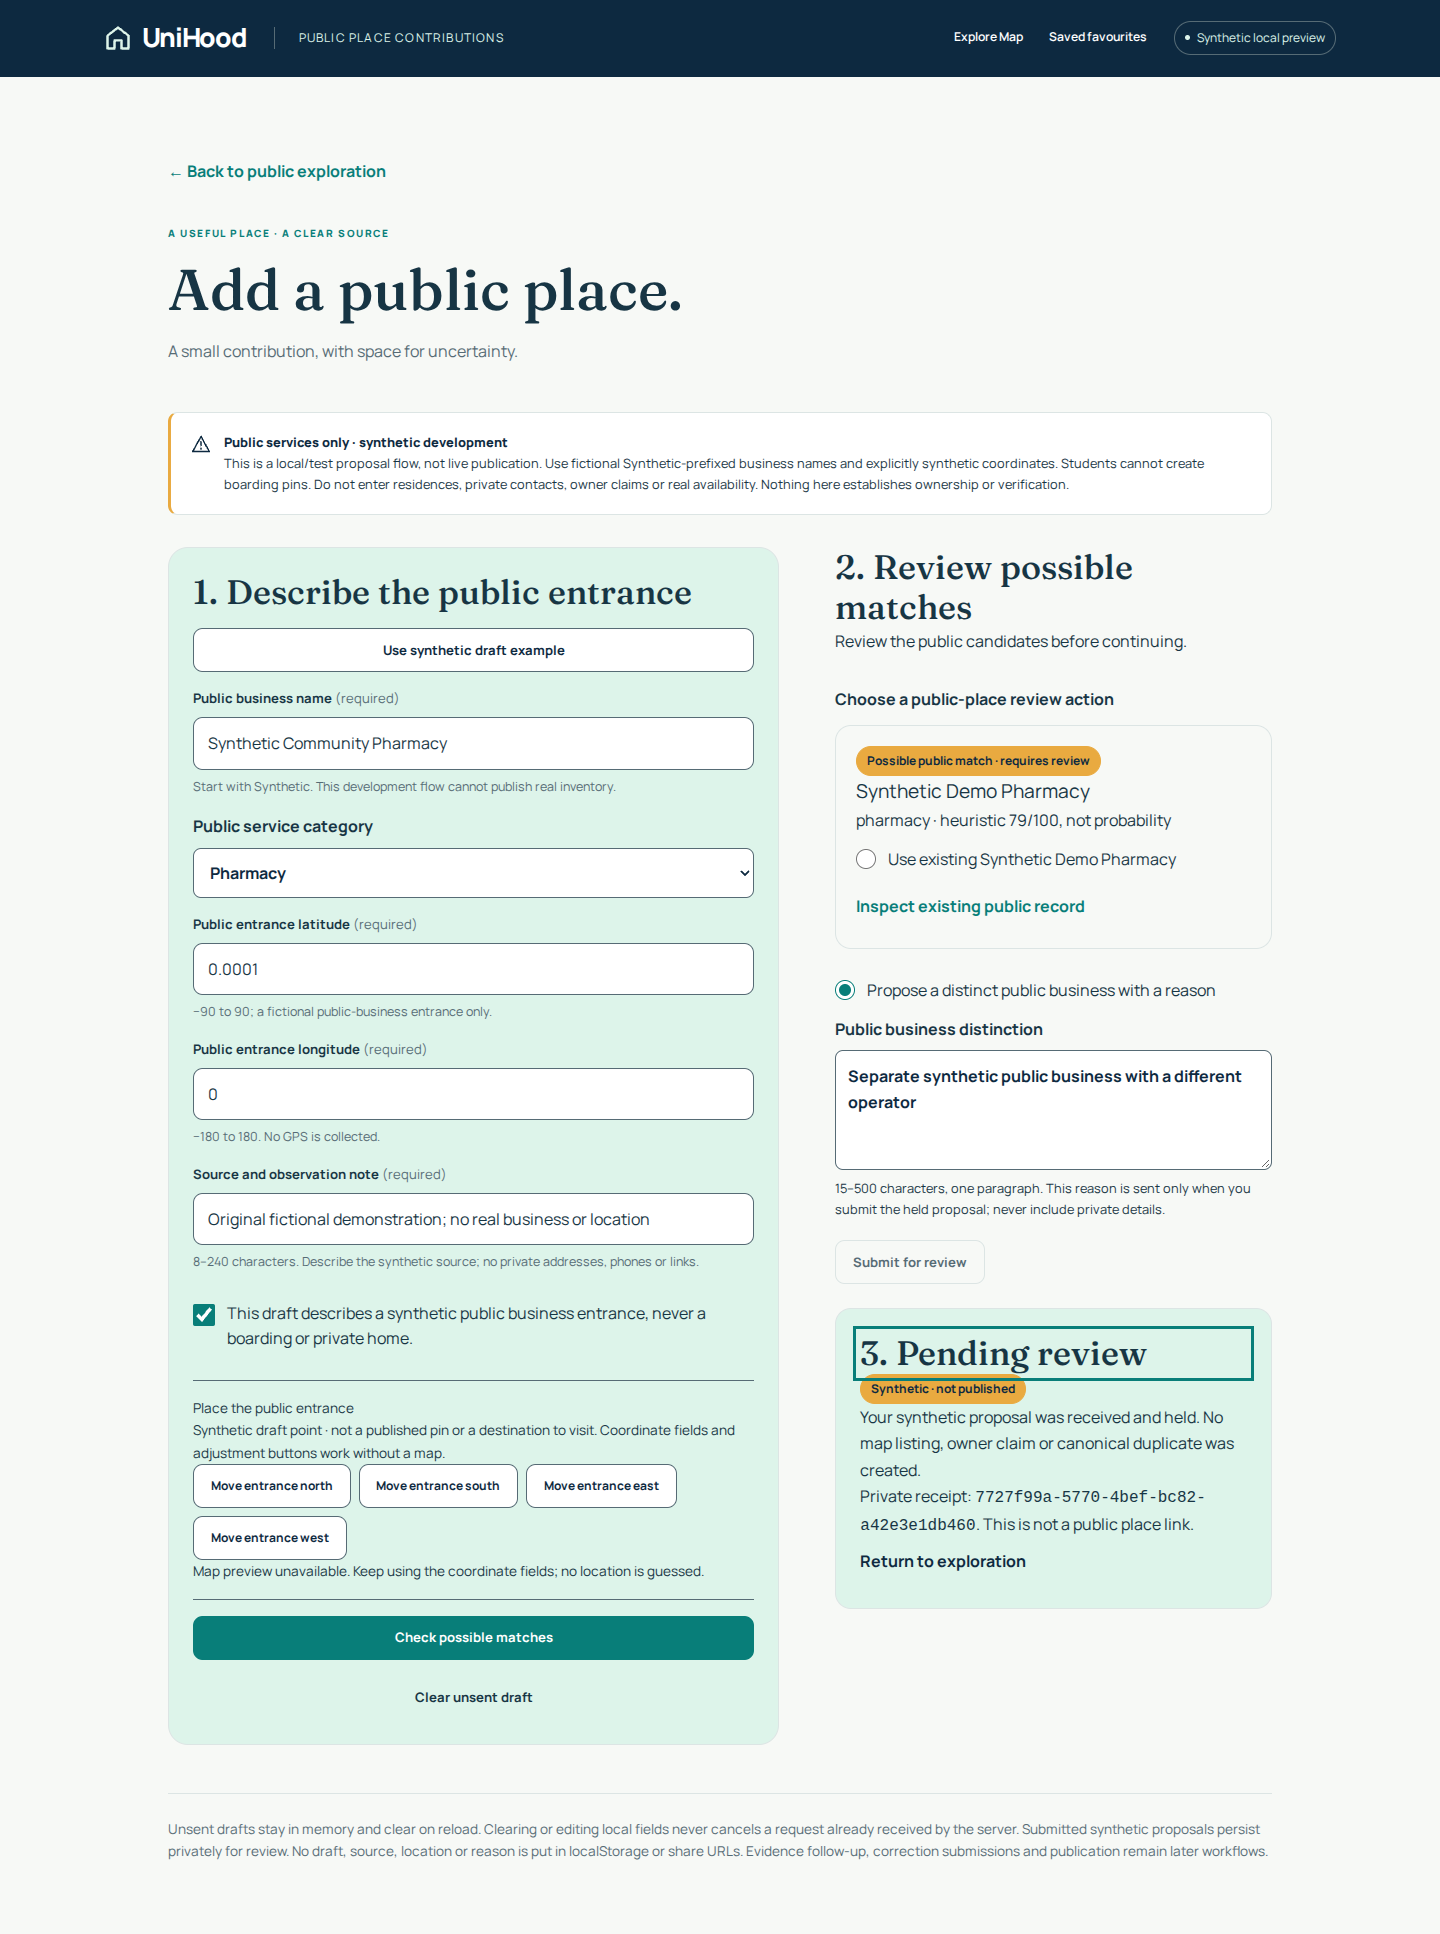 UniHood
PUBLIC PLACE CONTRIBUTIONS
Explore Map
Saved favourites
Synthetic local preview
← Back to public exploration
A USEFUL PLACE · A CLEAR SOURCE
Add a public place.
A small contribution, with space for uncertainty.
Public services only · synthetic development
This is a local/test proposal flow, not live publication. Use fictional Synthetic-prefixed business names and explicitly synthetic coordinates. Students cannot create
boarding pins. Do not enter residences, private contacts, owner claims or real availability. Nothing here establishes ownership or verification.
1. Describe the public entrance
Use synthetic draft example
Public business name (required)
Synthetic Community Pharmacy
Start with Synthetic. This development flow cannot publish real inventory.
Public service category
Pharmacy
Public entrance latitude (required)
0.0001
−90 to 90; a fictional public-business entrance only.
Public entrance longitude (required)
0
−180 to 180. No GPS is collected.
Source and observation note (required)
Original fictional demonstration; no real business or location
8–240 characters. Describe the synthetic source; no private addresses, phones or links.
This draft describes a synthetic public business entrance, never a
boarding or private home.
Place the public entrance
Synthetic draft point · not a published pin or a destination to visit. Coordinate fields and
adjustment buttons work without a map.
Move entrance north
Move entrance south
Move entrance east
Move entrance west
Map preview unavailable. Keep using the coordinate fields; no location is guessed.
Check possible matches
Clear unsent draft
2. Review possible
matches
Review the public candidates before continuing.
Choose a public-place review action
Possible public match · requires review
Synthetic Demo Pharmacy
pharmacy · heuristic 79/100, not probability
Use existing Synthetic Demo Pharmacy
Inspect existing public record
Propose a distinct public business with a reason
Public business distinction
Separate synthetic public business with a different
operator
15–500 characters, one paragraph. This reason is sent only when you
submit the held proposal; never include private details.
Submit for review
3. Pending review
Synthetic · not published
Your synthetic proposal was received and held. No
map listing, owner claim or canonical duplicate was
created.
Private receipt: 7727f99a-5770-4bef-bc82-
a42e3e1db460. This is not a public place link.
Return to exploration
Unsent drafts stay in memory and clear on reload. Clearing or editing local fields never cancels a request already received by the server. Submitted synthetic proposals persist
privately for review. No draft, source, location or reason is put in localStorage or share URLs. Evidence follow-up, correction submissions and publication remain later workflows.